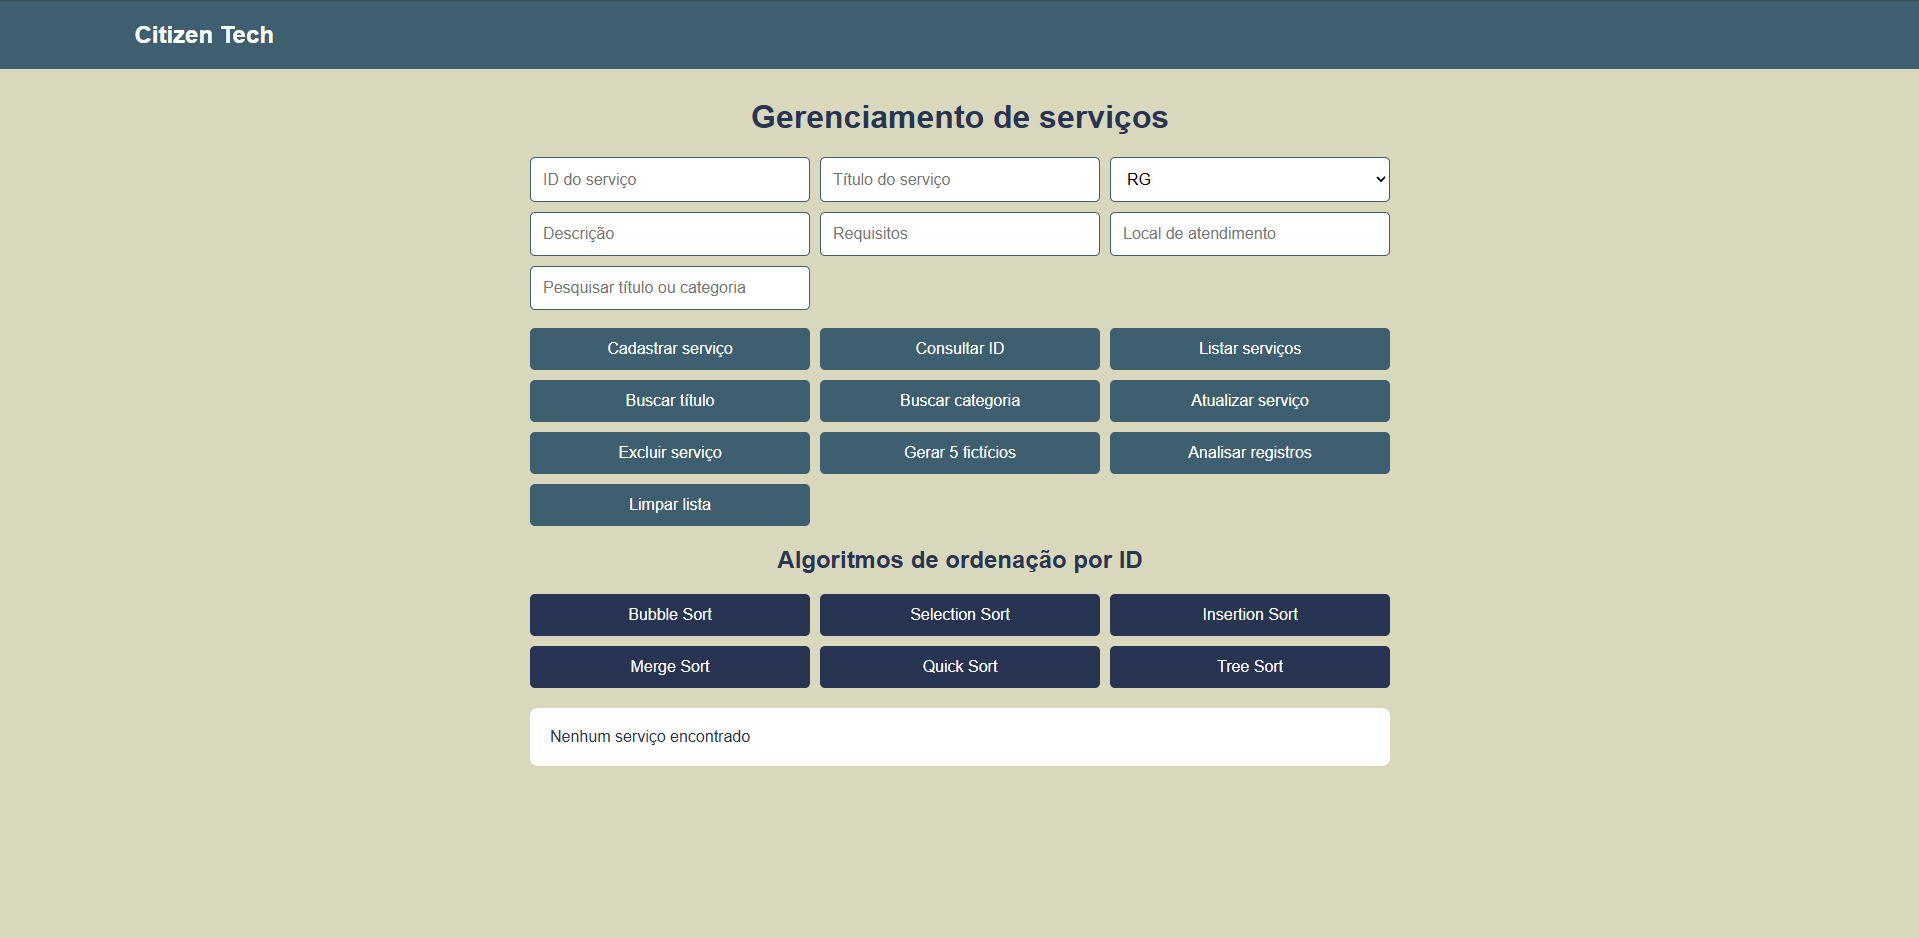 Citizen Tech
Gerenciamento de serviços
ID do serviço
Título do serviço
RG
Descrição
Requisitos
Local de atendimento
Pesquisar título ou categoria
Cadastrar serviço
Consultar ID
Listar serviços
Buscar título
Buscar categoria
Atualizar serviço
Excluir serviço
Gerar 5 fictícios
Analisar registros
Limpar lista
Algoritmos de ordenação por ID
Bubble Sort
Selection Sort
Insertion Sort
Merge Sort
Quick Sort
Tree Sort
Nenhum serviço encontrado